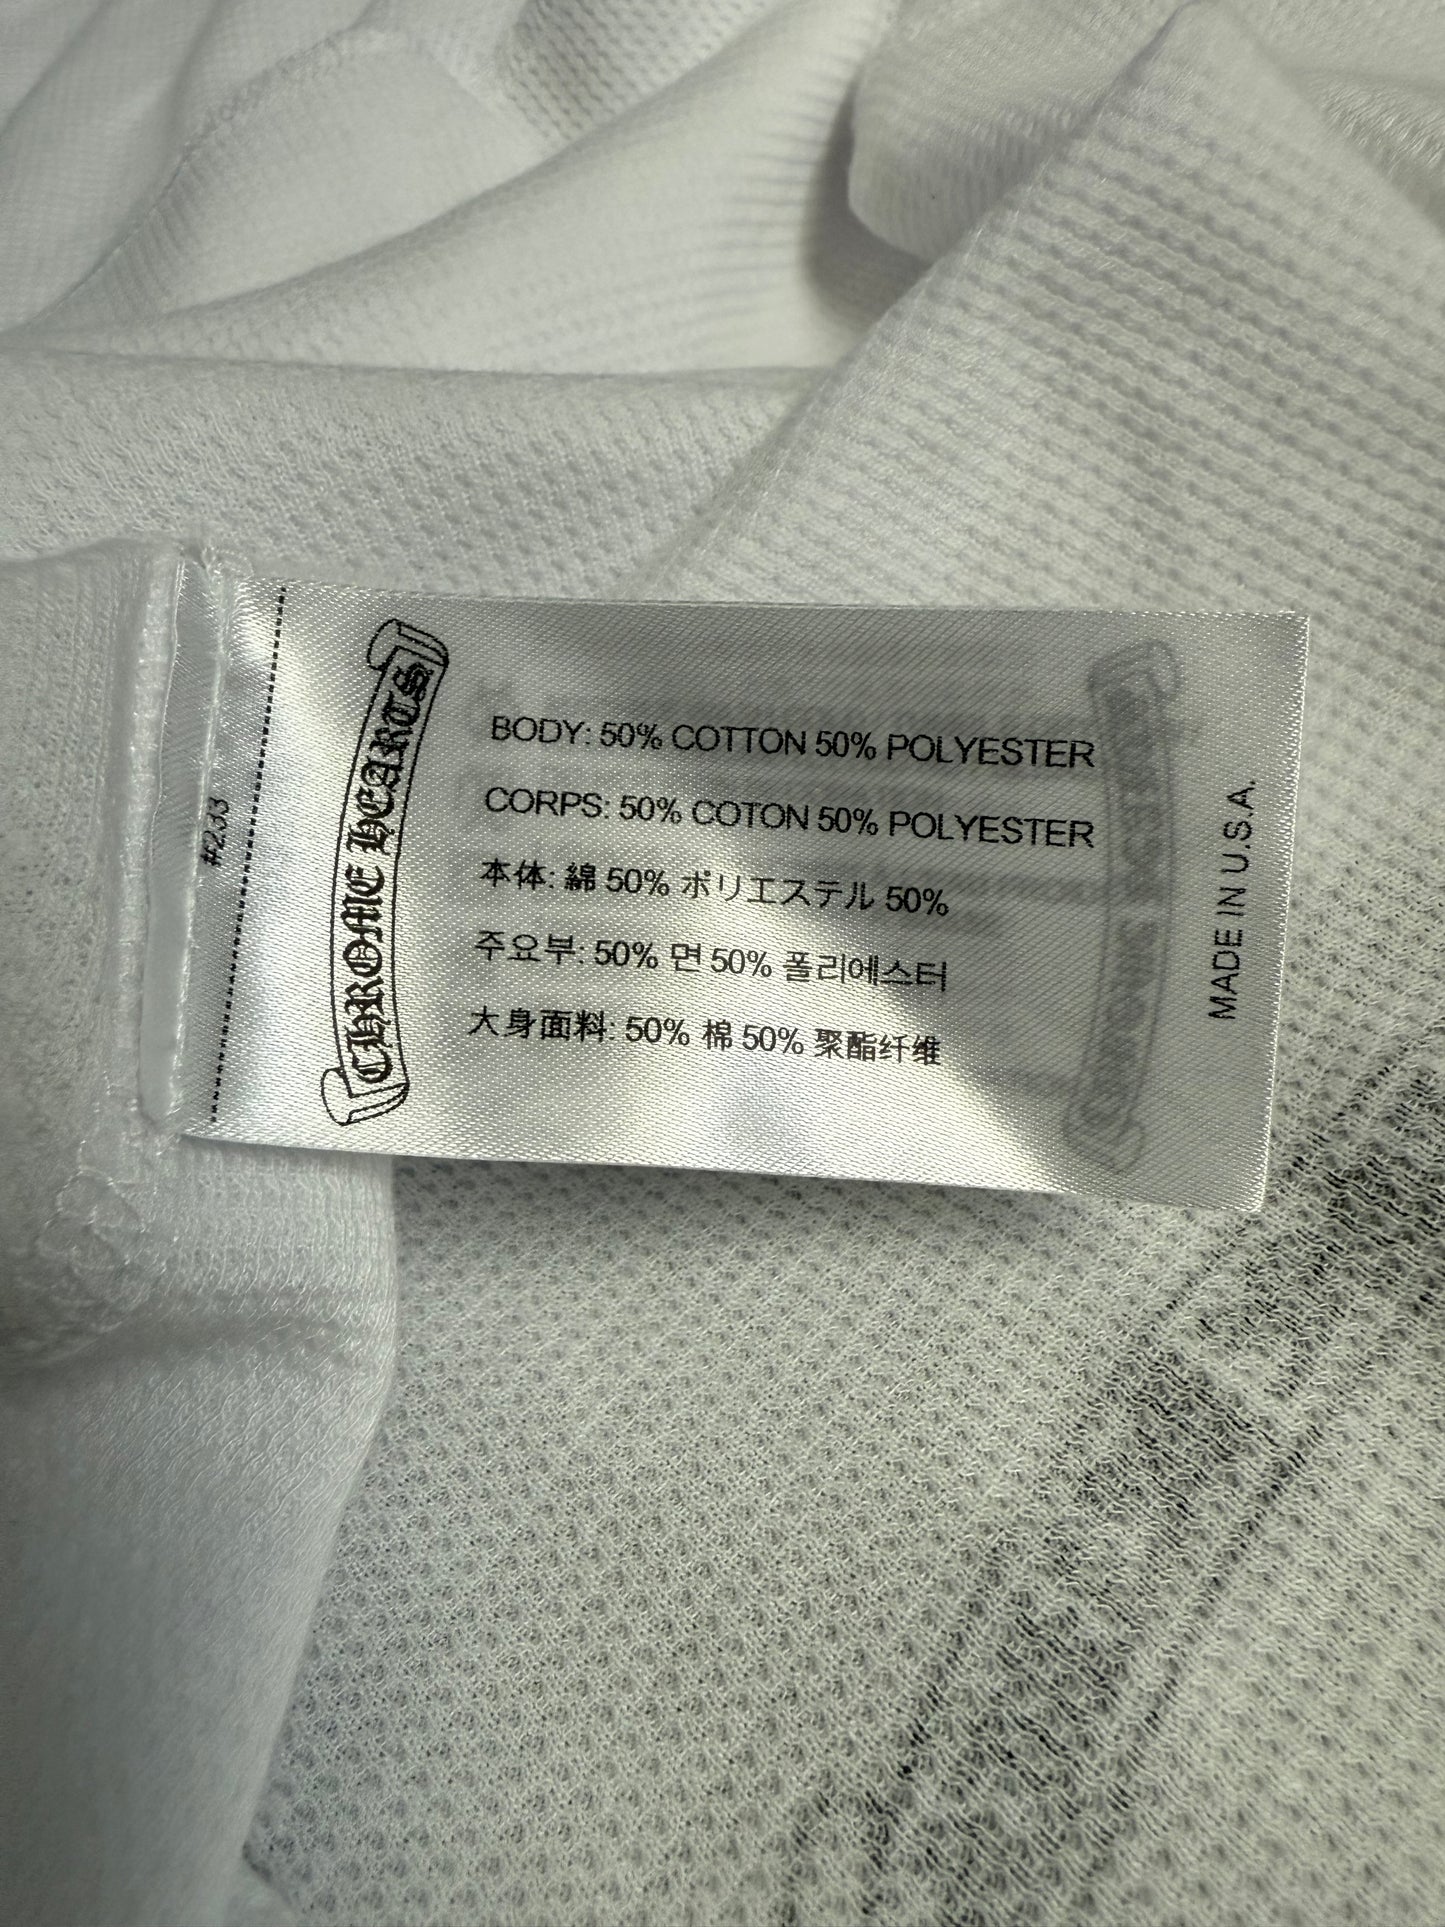 #233
CHROME HEARTS
BODY: 50% COTTON 50% POLYESTER
CORPS: 50% COTON 50% POLYESTER
本体: 綿 50% ポリエステル 50%
주요부: 50% 면 50% 폴리에스터
大身面料: 50% 棉 50% 聚酯纤维
MADE IN U.S.A.